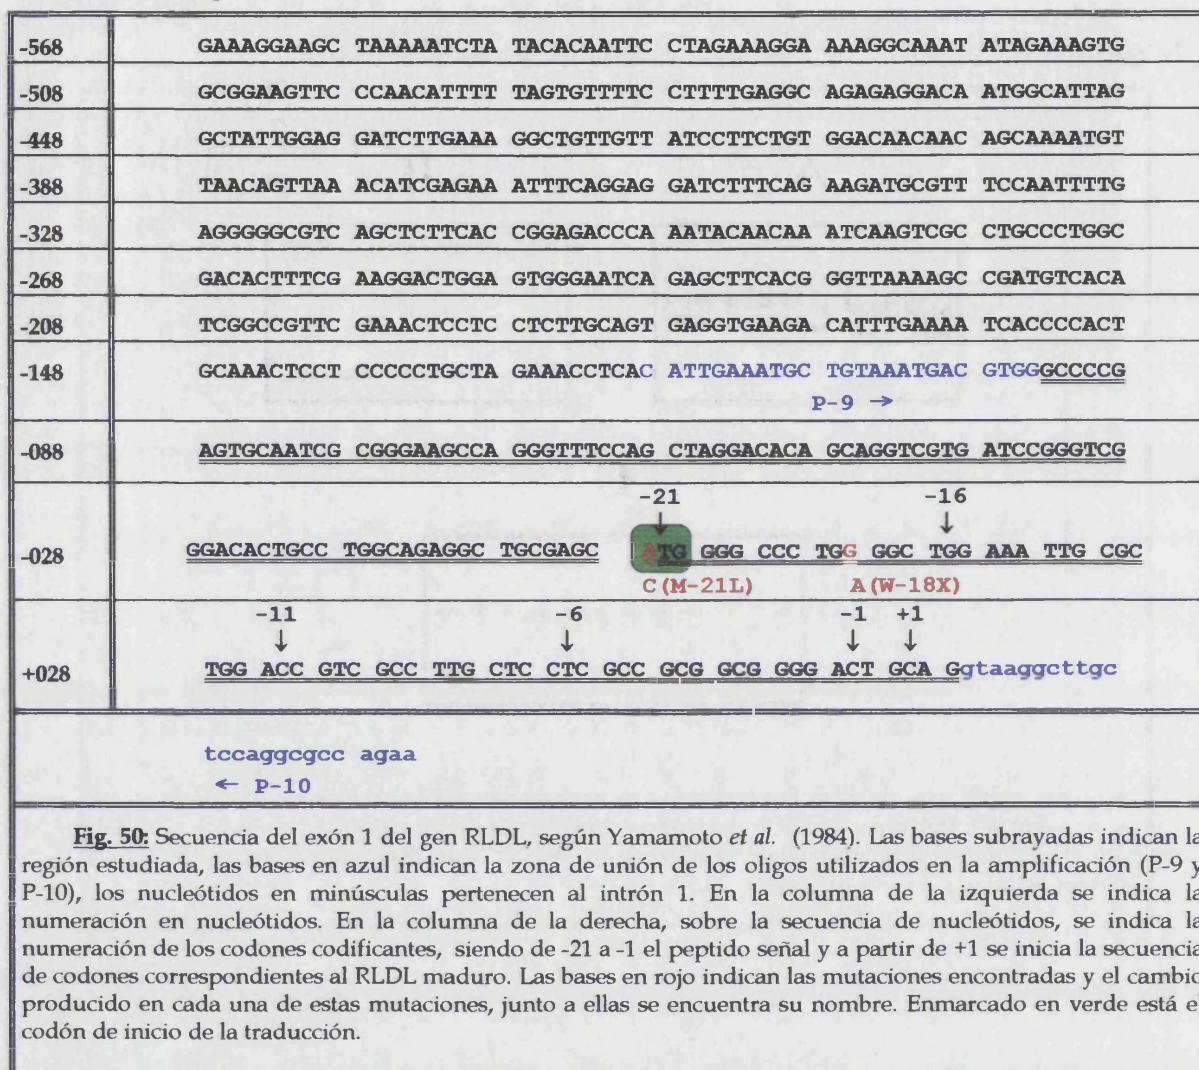 -568 GAAAGGAAGC TAAAAATCTA TACACAATTC CTAGAAAGGA AAAGGCAAAT ATAGAAAGTG
-508 GCGGAAGTTC CCAACATTTT TAGTGTTTTC CTTTTGAGGC AGAGAGGACA ATGGCATTAG
-448 GCTATTGGAG GATCTTGAAA GGCTGTTGTT ATCCTTCTGT GGACAACAAC AGCAAAATGT
-388 TAACAGTTAA ACATCGAGAA ATTTCAGGAG GATCTTTCAG AAGATGCGTT TCCAATTTTG
-328 AGGGGGCGTC AGCTCTTCAC CGGAGACCCA AATACAACAA ATCAAGTCGC CTGCCCTGGC
-268 GACACTTTCG AAGGACTGGA GTGGGAATCA GAGCTTCACG GGTTAAAAGC CGATGTCACA
-208 TCGGCCGTTC GAAACTCCTC CTCTTGCAGT GAGGTGAAGA CATTTGAAAA TCACCCCACT
-148 GCAAACTCCT CCCCCTGCTA GAAACCTCAC ATTGAAATGC TGTAAATGAC GTGGGCCCCG
P-9 →
-088 AGTGCAATCG CGGGAAGCCA GGGTTTCCAG CTAGGACACA GCAGGTCGTG ATCCGGGTCG
-21 -16
↓ ↓
-028 GGACACTGCC TGGCAGAGGC TGCGAGC ATG GGG CCC TGG GGC TGG AAA TTG CGC
C(M-21L) A(W-18X)
-11 -6 -1 +1
↓ ↓ ↓ ↓
+028 TGG ACC GTC GCC TTG CTC CTC GCC GCG GCG GGG ACT GCA Ggtaaggcttgc
tccaggcgcc agaa
← P-10
Fig. 50: Secuencia del exón 1 del gen RLDL, según Yamamoto et al. (1984). Las bases subrayadas indican la
región estudiada, las bases en azul indican la zona de unión de los oligos utilizados en la amplificación (P-9 y
P-10), los nucleótidos en minúsculas pertenecen al intrón 1. En la columna de la izquierda se indica la
numeración en nucleótidos. En la columna de la derecha, sobre la secuencia de nucleótidos, se indica la
numeración de los codones codificantes, siendo de -21 a -1 el peptido señal y a partir de +1 se inicia la secuencia
de codones correspondientes al RLDL maduro. Las bases en rojo indican las mutaciones encontradas y el cambio
producido en cada una de estas mutaciones, junto a ellas se encuentra su nombre. Enmarcado en verde está e
codón de inicio de la traducción.